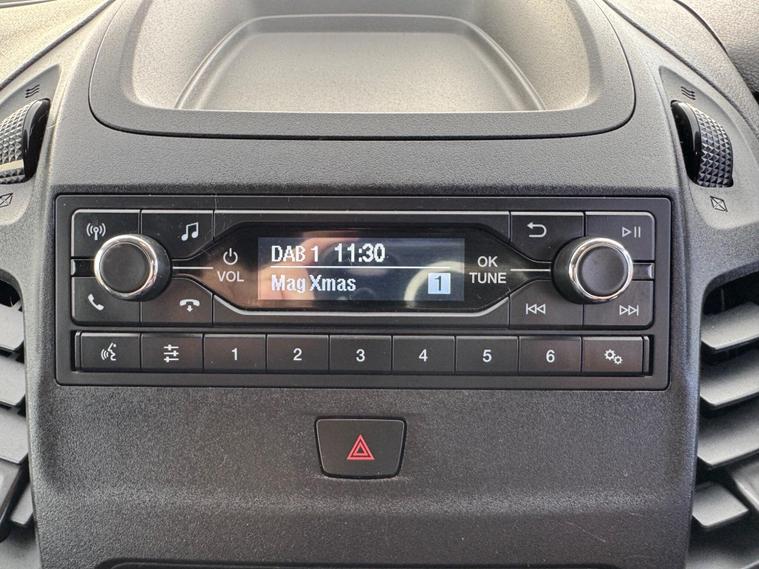 DAB 1 11:30
Mag Xmas 1
VOL
OK
TUNE
1 2 3 4 5 6